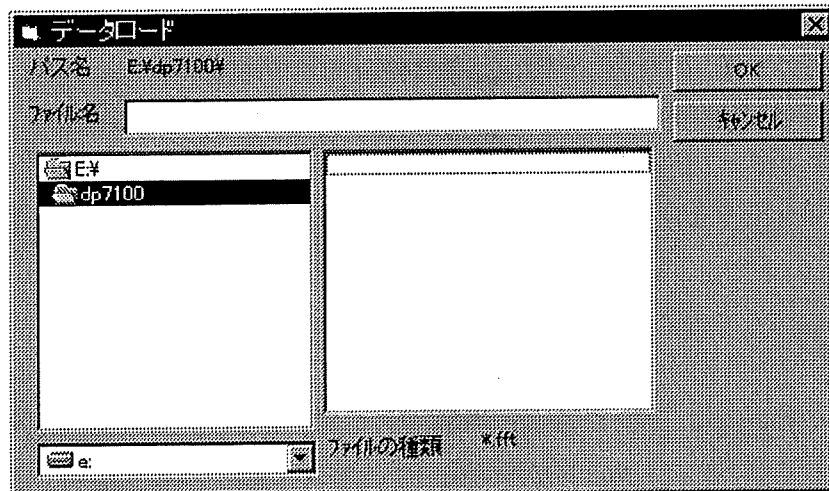 データロード
パス名 E:¥dp7100¥
OK
ファイル名
キャンセル
E:¥
dp7100
e:
ファイルの種類 *.fft